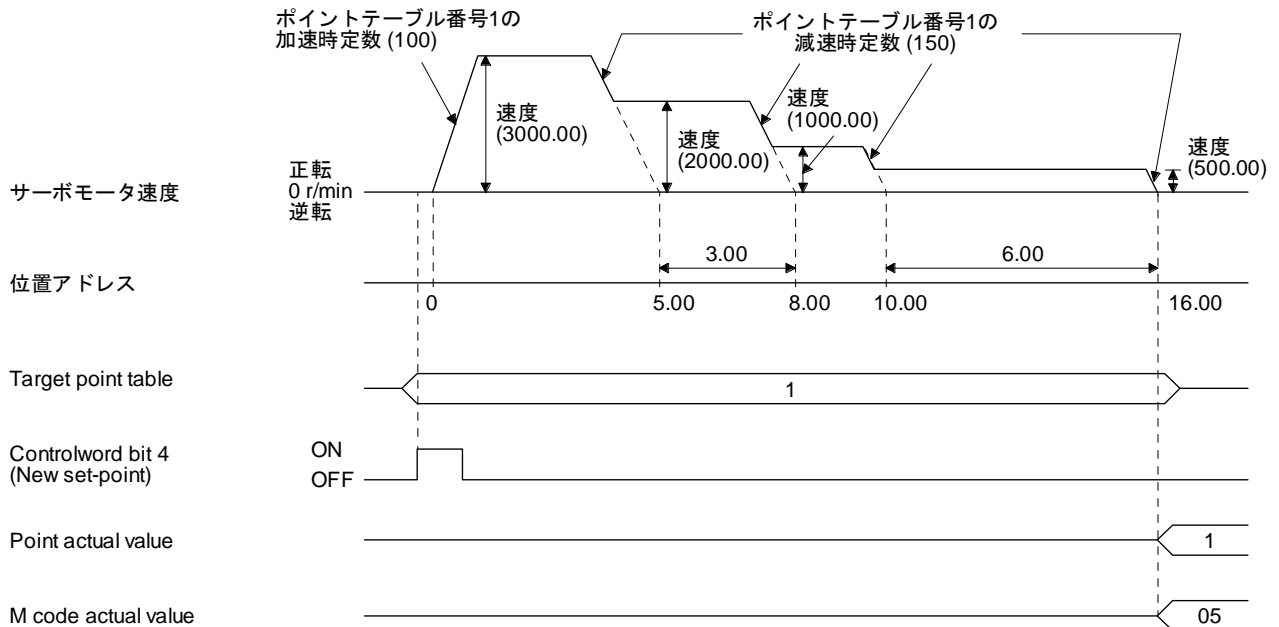 ポイントテーブル番号1の
加速時定数 (100)
ポイントテーブル番号1の
減速時定数 (150)
速度
(3000.00)
速度
(2000.00)
速度
(1000.00)
速度
(500.00)
サーボモータ速度
正転
0 r/min
逆転
3.00
6.00
位置アドレス
0
5.00
8.00
10.00
16.00
Target point table
1
Controlword bit 4
(New set-point)
ON
OFF
Point actual value
1
M code actual value
05